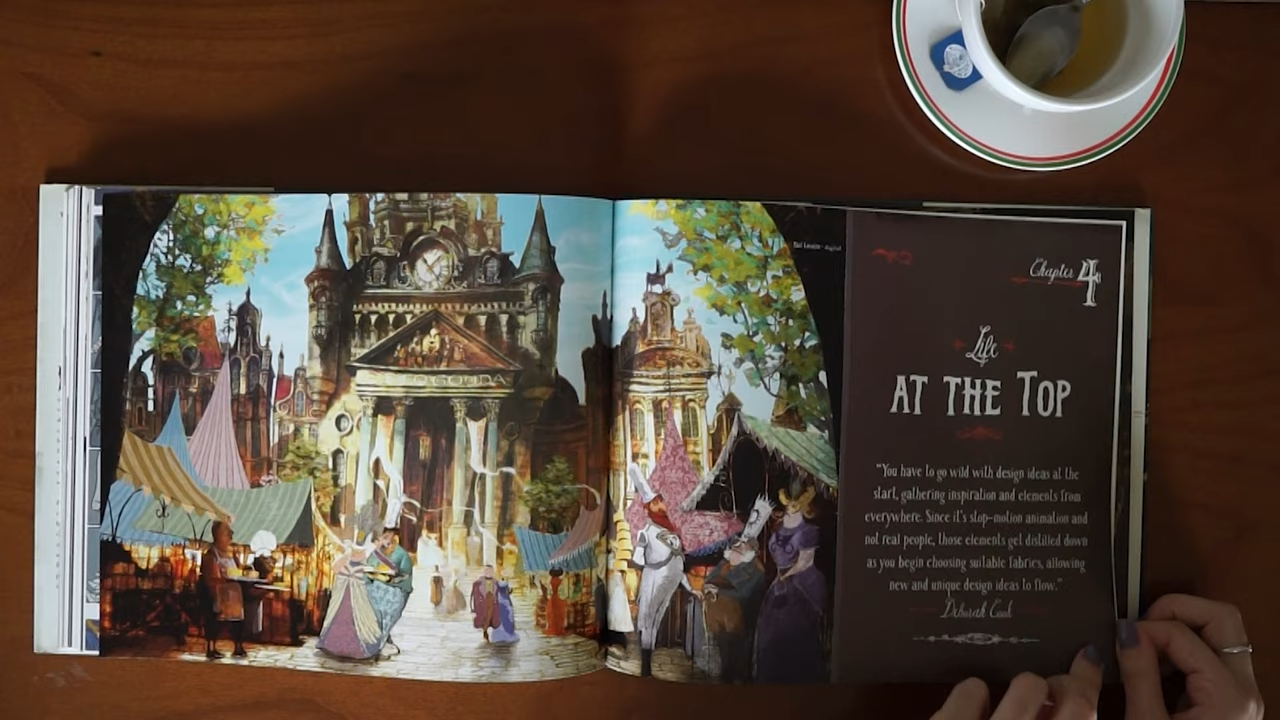 Chapter 4
Life
AT THE TOP
"You have to go wild with design ideas at the
start, gathering inspiration and elements from
everywhere. Since it's stop-motion animation and
not real people, those elements get distilled down
as you begin choosing suitable fabrics, allowing
new and unique design ideas to flow."
Deborah Cook